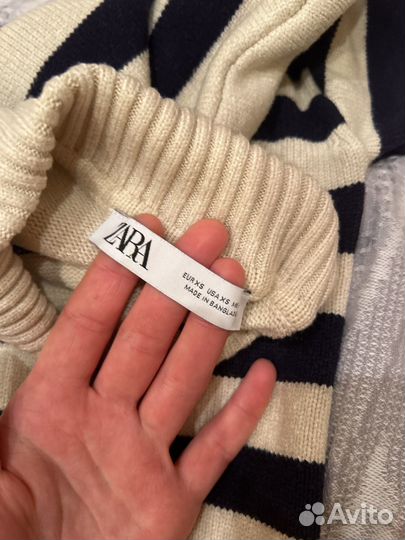 ZARA
EUR XS USA XS
MADE IN
Avito